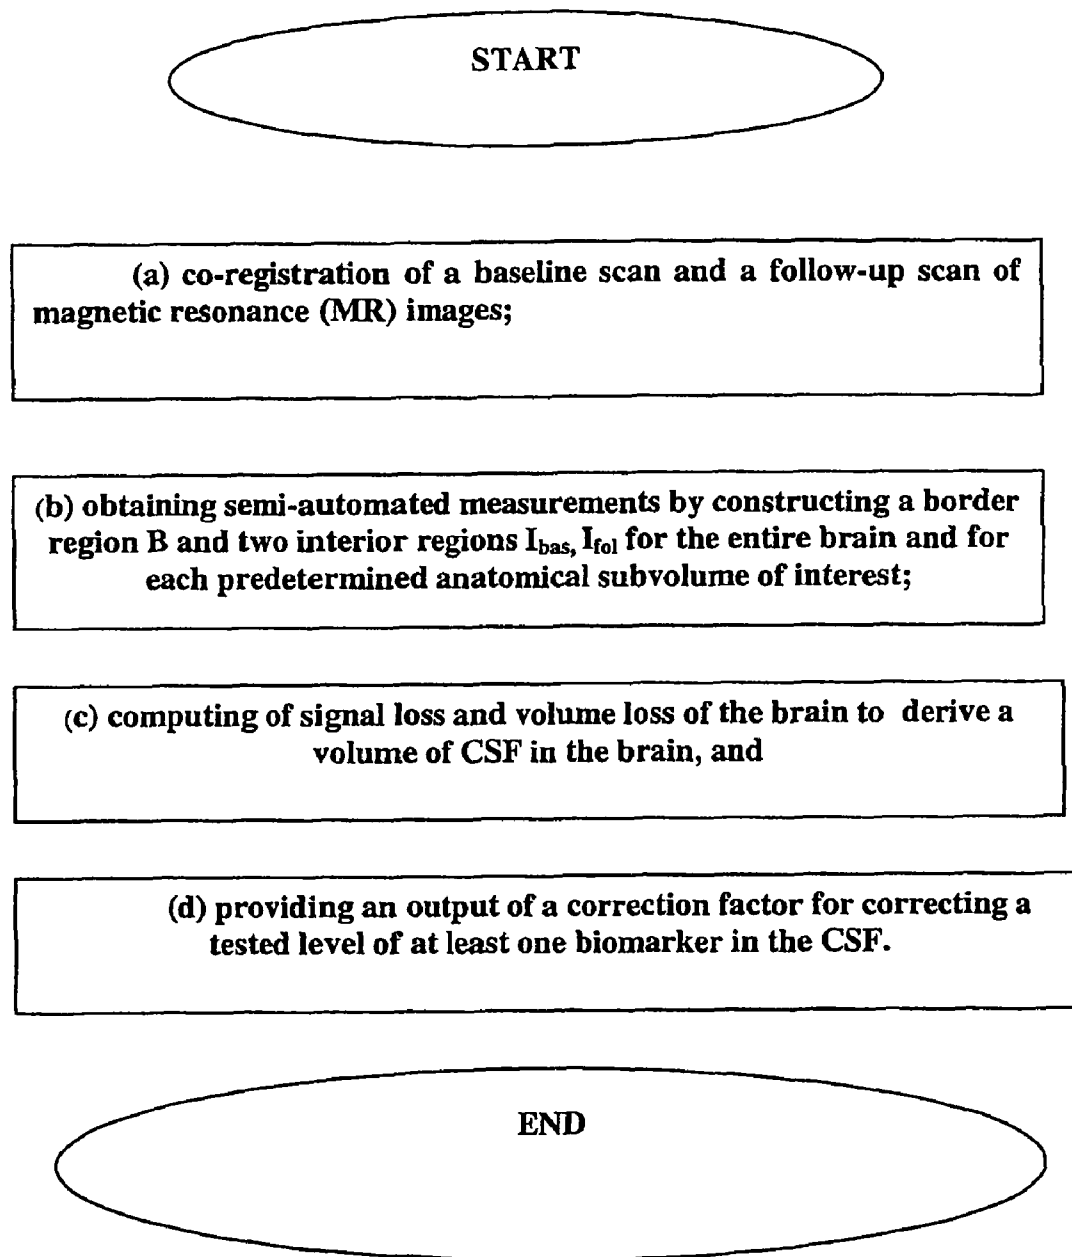 START
(a) co-registration of a baseline scan and a follow-up scan of
magnetic resonance (MR) images;
(b) obtaining semi-automated measurements by constructing a border
region B and two interior regions Ibas, Ifol for the entire brain and for
each predetermined anatomical subvolume of interest;
(c) computing of signal loss and volume loss of the brain to derive a
volume of CSF in the brain, and
(d) providing an output of a correction factor for correcting a
tested level of at least one biomarker in the CSF.
END